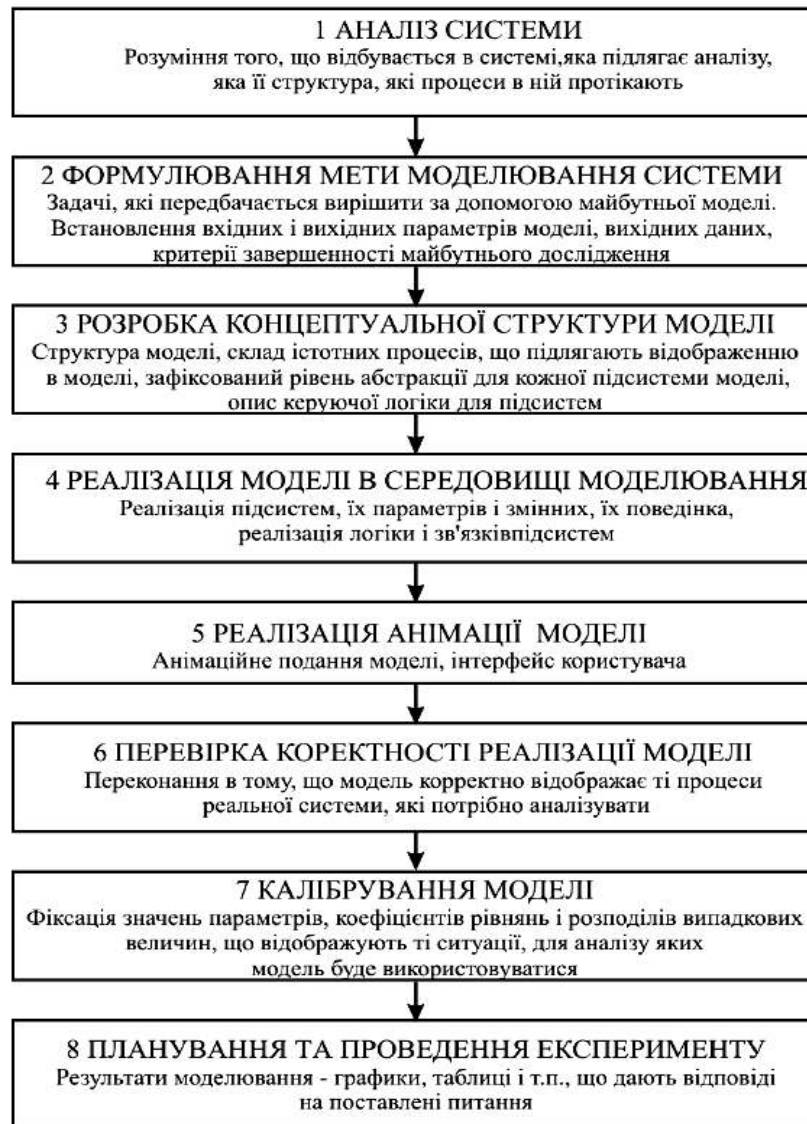 1 АНАЛІЗ СИСТЕМИ
Розуміння того, що відбувається в системі,яка підлягає аналізу,
яка її структура, які процеси в ній протікають
2 ФОРМУЛЮВАННЯ МЕТИ МОДЕЛЮВАННЯ СИСТЕМИ
Задачі, які передбачається вирішити за допомогою майбутньої моделі.
Встановлення вхідних і вихідних параметрів моделі, вихідних даних,
критерії завершенності майбутнього дослідження
3 РОЗРОБКА КОНЦЕПТУАЛЬНОЇ СТРУКТУРИ МОДЕЛІ
Структура моделі, склад істотних процесів, що підлягають відображенню
в моделі, зафіксований рівень абстракції для кожної підсистеми моделі,
опис керуючої логіки для підсистем
4 РЕАЛІЗАЦІЯ МОДЕЛІ В СЕРЕДОВИЩІ МОДЕЛЮВАННЯ
Реалізація підсистем, їх параметрів і змінних, їх поведінка,
реалізація логіки і зв'язківпідсистем
5 РЕАЛІЗАЦІЯ АНІМАЦІЇ МОДЕЛІ
Анімаційне подання моделі, інтерфейс користувача
6 ПЕРЕВІРКА КОРЕКТНОСТІ РЕАЛІЗАЦІЇ МОДЕЛІ
Переконання в тому, що модель корректно відображає ті процеси
реальної системи, які потрібно аналізувати
7 КАЛІБРУВАННЯ МОДЕЛІ
Фіксація значень параметрів, коефіцієнтів рівнянь і розподілів випадкових
величин, що відображують ті ситуації, для аналізу яких
модель буде використовуватися
8 ПЛАНУВАННЯ ТА ПРОВЕДЕННЯ ЕКСПЕРИМЕНТУ
Результати моделювання - графики, таблиці і т.п., що дають відповіді
на поставлені питання